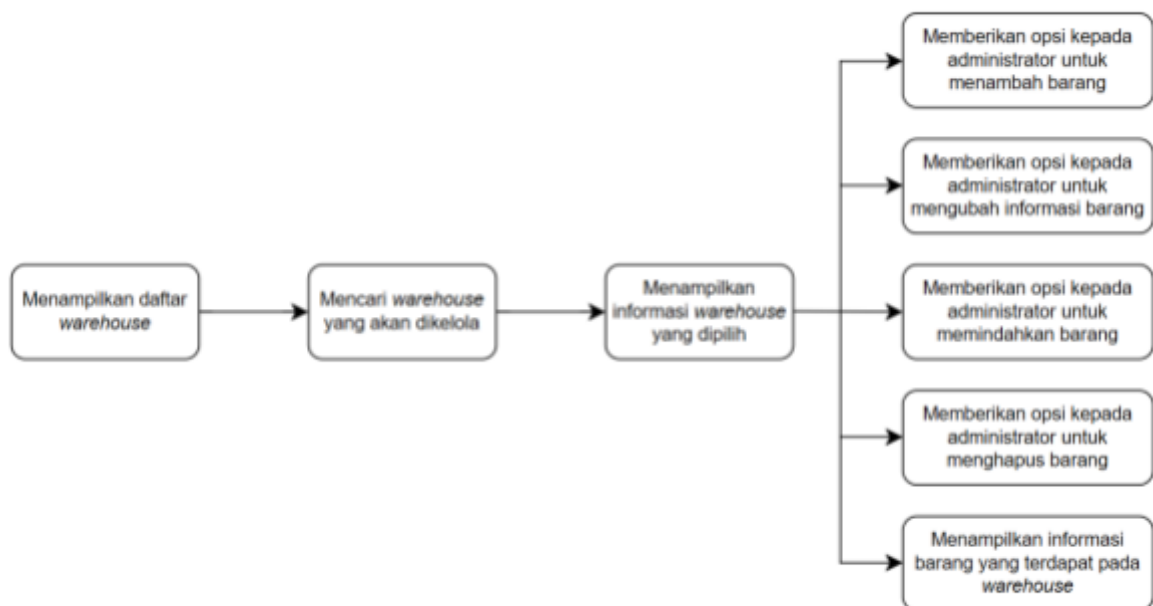 Menampilkan daftar
warehouse
Mencari warehouse
yang akan dikelola
Menampilkan
informasi warehouse
yang dipilih
Memberikan opsi kepada
administrator untuk
menambah barang
Memberikan opsi kepada
administrator untuk
mengubah informasi barang
Memberikan opsi kepada
administrator untuk
memindahkan barang
Memberikan opsi kepada
administrator untuk
menghapus barang
Menampilkan informasi
barang yang terdapat pada
warehouse